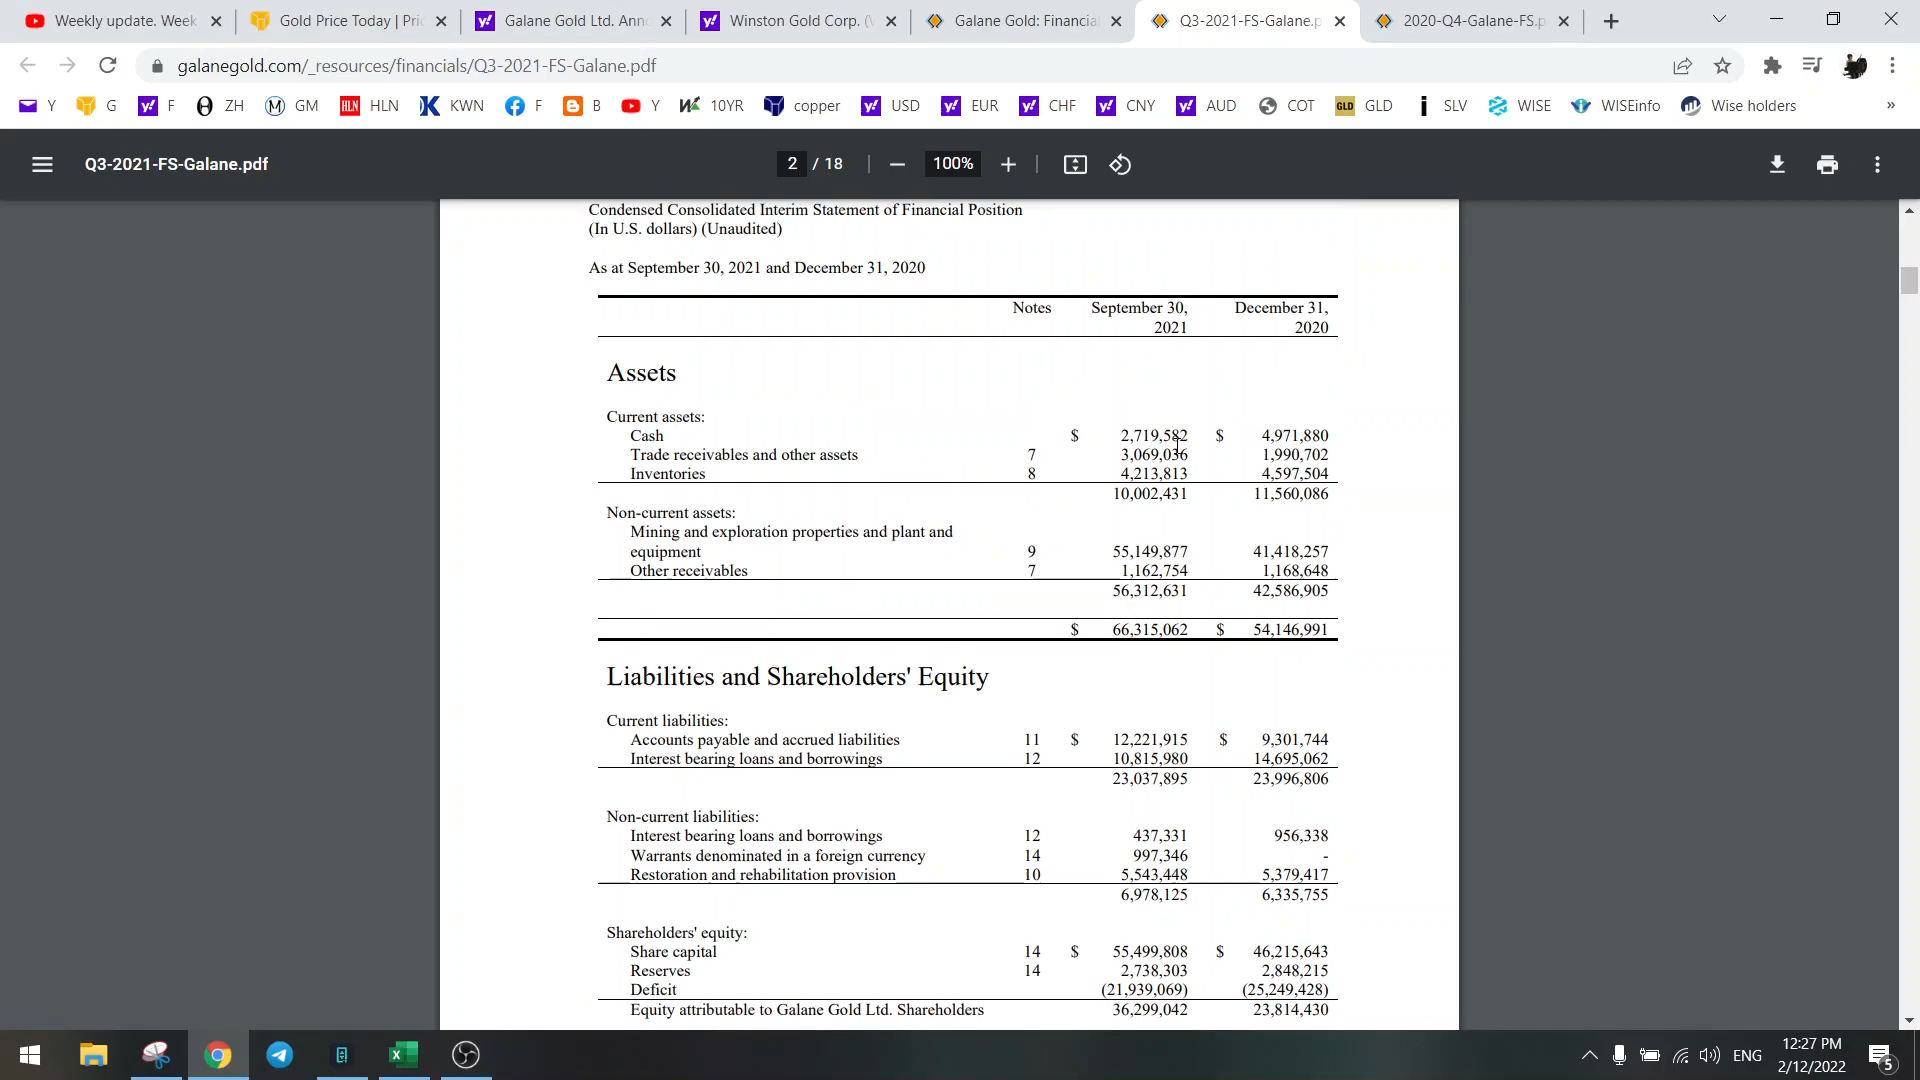 Weekly update. Week
Gold Price Today | Pric
Galane Gold Ltd. Anno
Winston Gold Corp. (
Galane Gold: Financia
Q3-2021-FS-Galane.p
2020-Q4-Galane-FS.p
galanegold.com/_resources/financials/Q3-2021-FS-Galane.pdf
Y G F ZH GM HLN HLN KWN F B Y 10YR copper USD EUR CHF CNY AUD COT GLD GLD SLV WISE WISEinfo Wise holders »
Q3-2021-FS-Galane.pdf 2 / 18 100%
Condensed Consolidated Interim Statement of Financial Position
(In U.S. dollars) (Unaudited)
As at September 30, 2021 and December 31, 2020
Notes September 30, December 31,
2021 2020
Assets
Current assets:
Cash $ 2,719,582 $ 4,971,880
Trade receivables and other assets 7 3,069,036 1,990,702
Inventories 8 4,213,813 4,597,504
10,002,431 11,560,086
Non-current assets:
Mining and exploration properties and plant and
equipment 9 55,149,877 41,418,257
Other receivables 7 1,162,754 1,168,648
56,312,631 42,586,905
$ 66,315,062 $ 54,146,991
Liabilities and Shareholders' Equity
Current liabilities:
Accounts payable and accrued liabilities 11 $ 12,221,915 $ 9,301,744
Interest bearing loans and borrowings 12 10,815,980 14,695,062
23,037,895 23,996,806
Non-current liabilities:
Interest bearing loans and borrowings 12 437,331 956,338
Warrants denominated in a foreign currency 14 997,346 -
Restoration and rehabilitation provision 10 5,543,448 5,379,417
6,978,125 6,335,755
Shareholders' equity:
Share capital 14 $ 55,499,808 $ 46,215,643
Reserves 14 2,738,303 2,848,215
Deficit (21,939,069) (25,249,428)
Equity attributable to Galane Gold Ltd. Shareholders 36,299,042 23,814,430
ENG
12:27 PM
2/12/2022
5